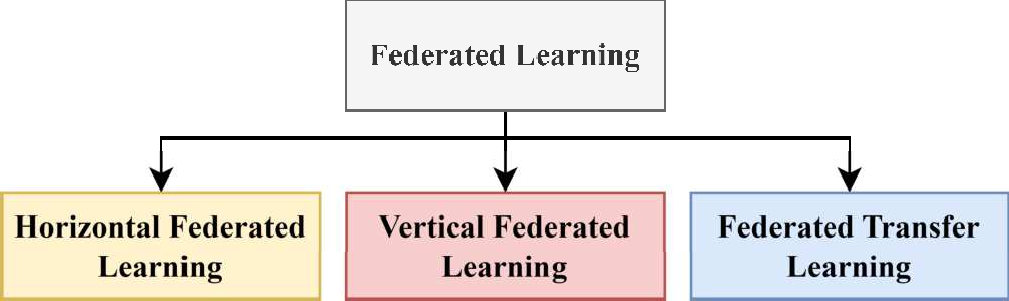 Federated Learning
Horizontal Federated
Learning
Vertical Federated
Learning
Federated Transfer
Learning